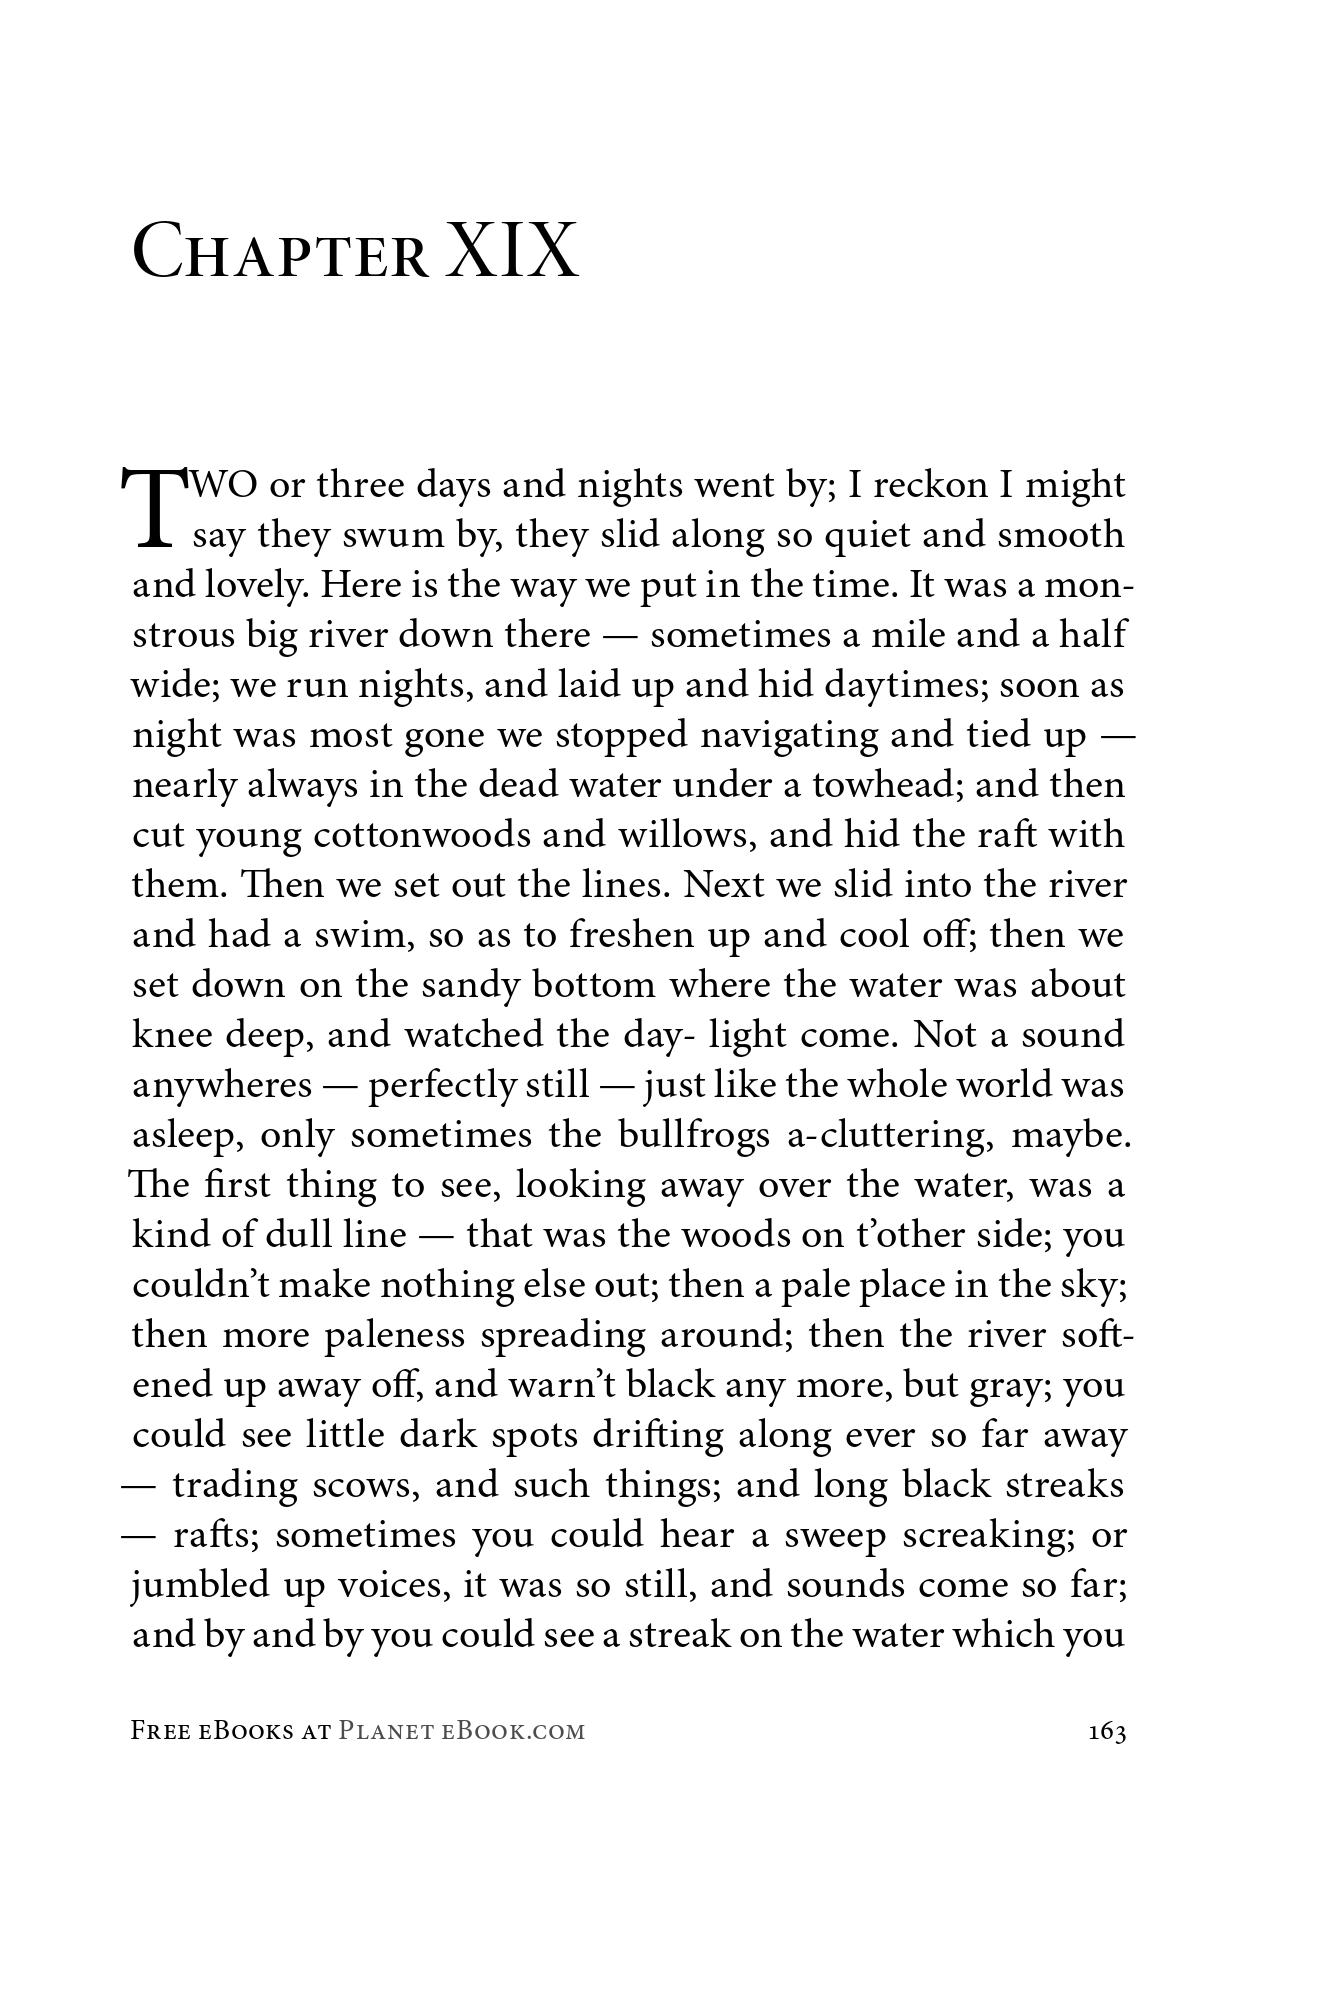 Chapter XIX
TWO or three days and nights went by; I reckon I might
say they swum by, they slid along so quiet and smooth
and lovely. Here is the way we put in the time. It was a mon-
strous big river down there — sometimes a mile and a half
wide; we run nights, and laid up and hid daytimes; soon as
night was most gone we stopped navigating and tied up —
nearly always in the dead water under a towhead; and then
cut young cottonwoods and willows, and hid the raft with
them. Then we set out the lines. Next we slid into the river
and had a swim, so as to freshen up and cool off; then we
set down on the sandy bottom where the water was about
knee deep, and watched the day- light come. Not a sound
anywheres — perfectly still — just like the whole world was
asleep, only sometimes the bullfrogs a-cluttering, maybe.
The first thing to see, looking away over the water, was a
kind of dull line — that was the woods on t’other side; you
couldn’t make nothing else out; then a pale place in the sky;
then more paleness spreading around; then the river soft-
ened up away off, and warn’t black any more, but gray; you
could see little dark spots drifting along ever so far away
— trading scows, and such things; and long black streaks
— rafts; sometimes you could hear a sweep screaking; or
jumbled up voices, it was so still, and sounds come so far;
and by and by you could see a streak on the water which you
Free eBooks at Planet eBook.com 163